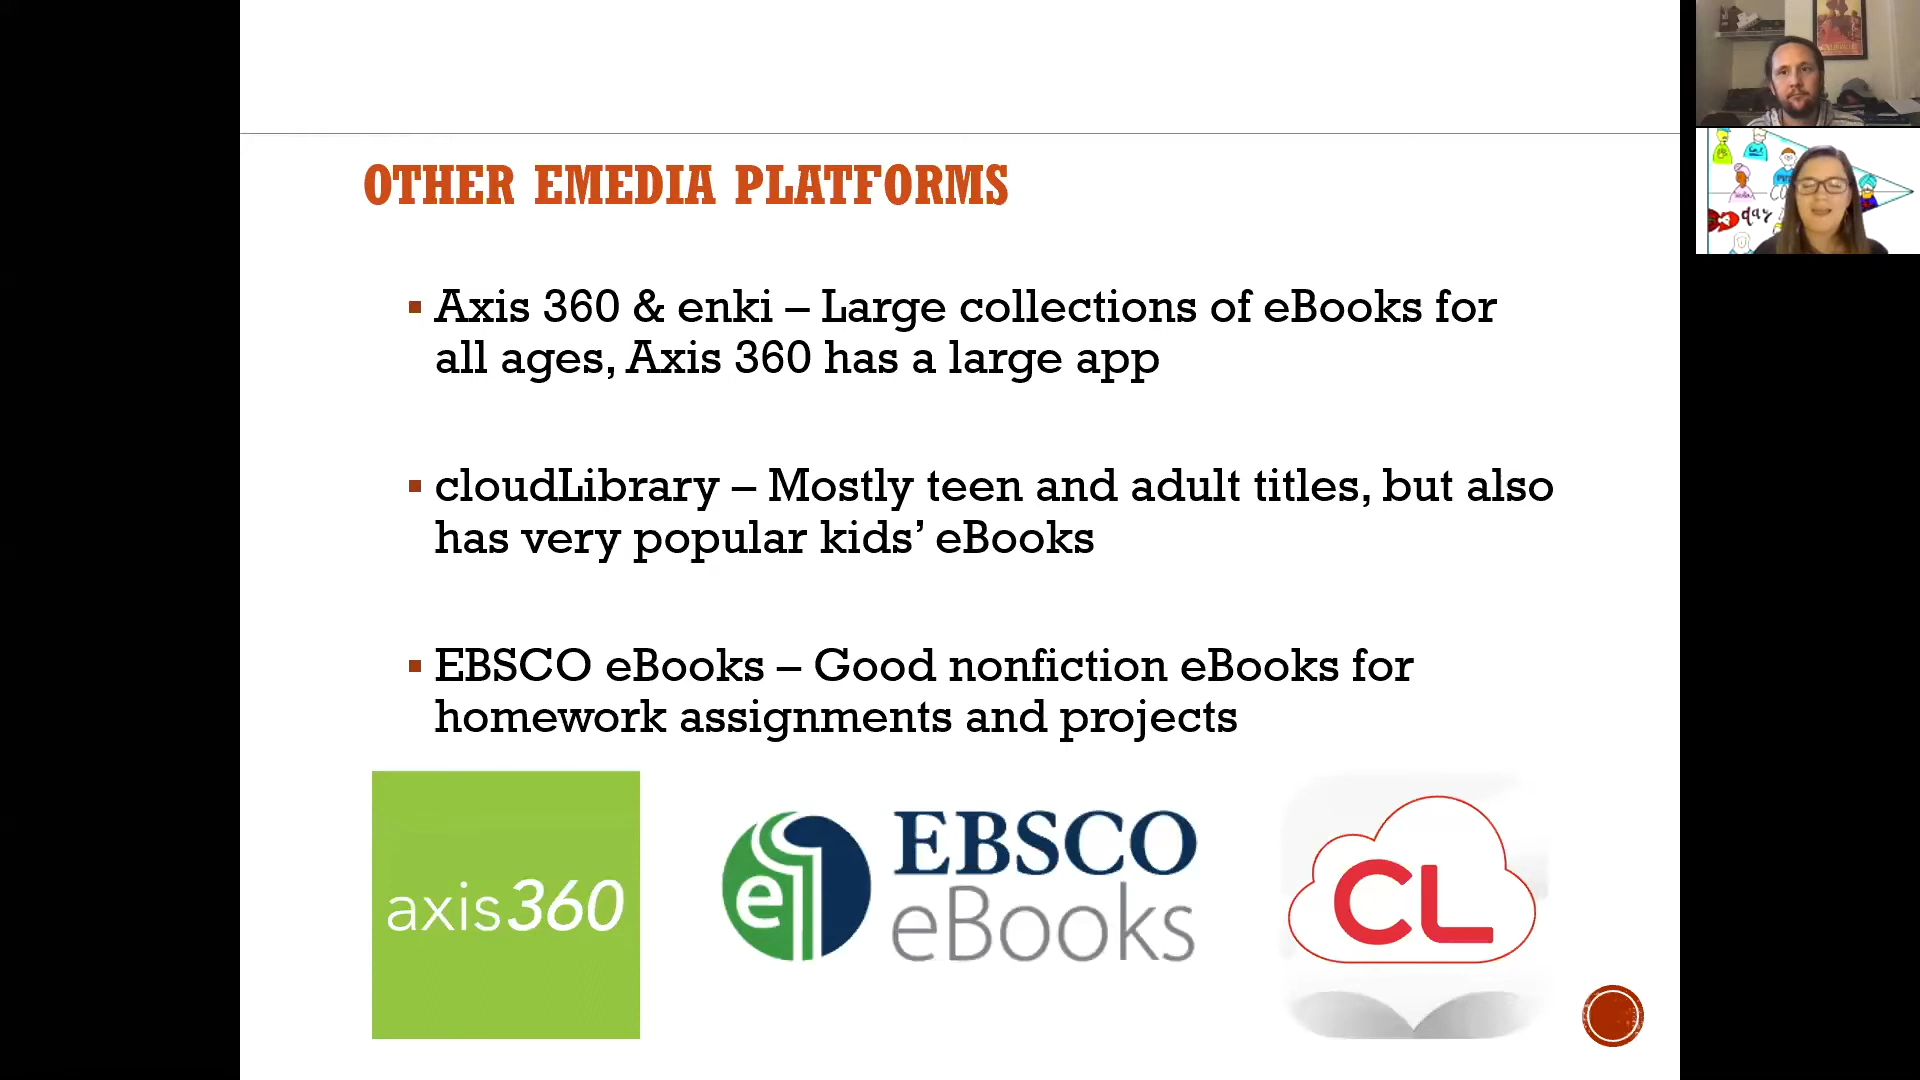 OTHER EMEDIA PLATFORMS
Axis 360 & enki – Large collections of eBooks for
all ages, Axis 360 has a large app
cloudLibrary – Mostly teen and adult titles, but also
has very popular kids’ eBooks
EBSCO eBooks – Good nonfiction eBooks for
homework assignments and projects
axis360
e
EBSCO
eBooks
CL
day